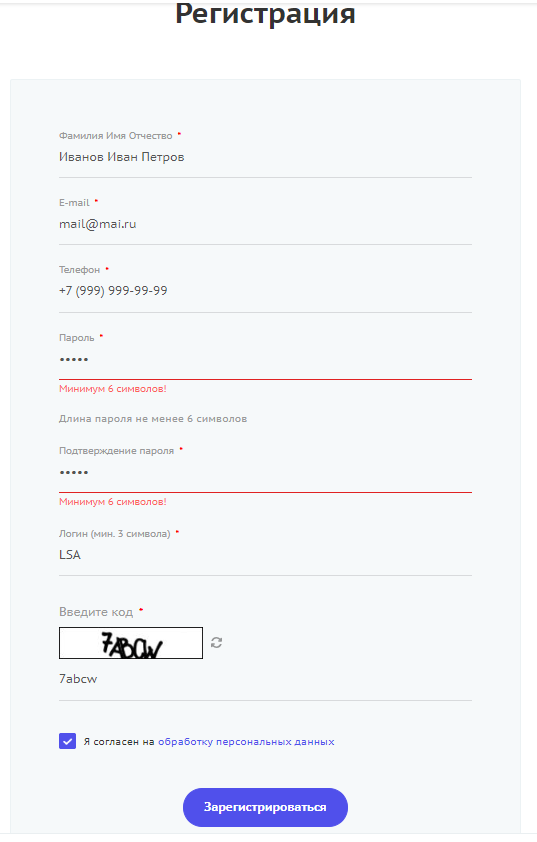 Регистрация
Фамилия Имя Отчество *
Иванов Иван Петров
E-mail *
mail@mai.ru
Телефон *
+7 (999) 999-99-99
Пароль *
•••••
Минимум 6 символов!
Длина пароля не менее 6 символов
Подтверждение пароля *
•••••
Минимум 6 символов!
Логин (мин. 3 символа) *
LSA
Введите код *
7ABCW
7abcw
Я согласен на обработку персональных данных
Зарегистрироваться